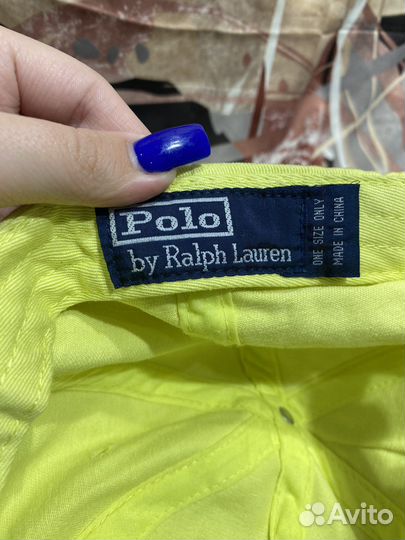 Polo
by Ralph Lauren
ONE SIZE ONLY
MADE IN CHINA
Avito